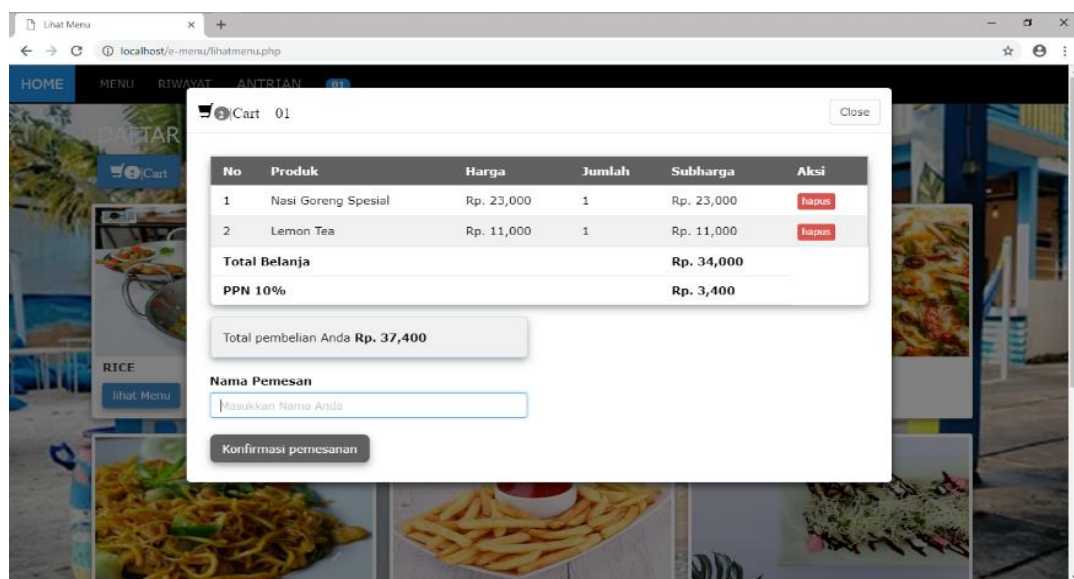 Lihat Menu
localhost/e-menu/lihatmenu.php
HOME MENU RIWAYAT ANTRIAN 01
DAFTAR
2 Cart
2 Cart 01
Close
No Produk Harga Jumlah Subharga Aksi
1 Nasi Goreng Spesial Rp. 23,000 1 Rp. 23,000 hapus
2 Lemon Tea Rp. 11,000 1 Rp. 11,000 hapus
Total Belanja Rp. 34,000
PPN 10% Rp. 3,400
Total pembelian Anda Rp. 37,400
Nama Pemesan
Masukkan Nama Anda
Konfirmasi pemesanan
RICE
lihat Menu